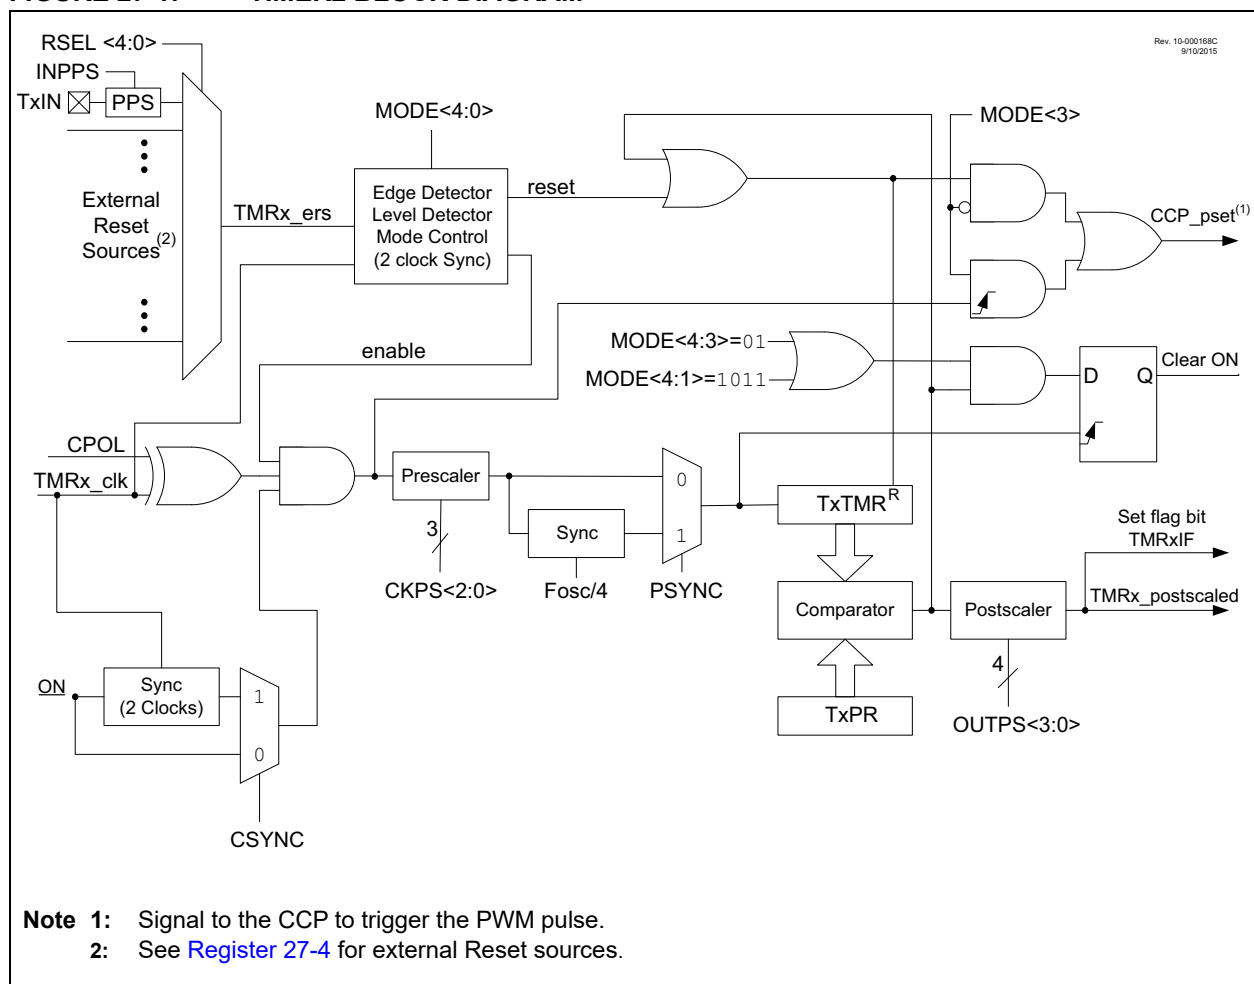 RSEL <4:0>
Rev. 10-000168C
9/10/2015
INPPS
TxIN
PPS
MODE<4:0>
MODE<3>
External
Reset
Sources(2)
TMRx_ers
Edge Detector
Level Detector
Mode Control
(2 clock Sync)
reset
CCP_pset(1)
enable
MODE<4:3>=01
MODE<4:1>=1011
D Q
Clear ON
CPOL
TMRx_clk
Prescaler
0
1
Sync
3
CKPS<2:0>
Fosc/4
PSYNC
TxTMR R
Set flag bit
TMRxIF
Comparator
Postscaler
TMRx_postscaled
4
OUTPS<3:0>
TxPR
ON
Sync
(2 Clocks)
1
0
CSYNC
Note 1: Signal to the CCP to trigger the PWM pulse.
2: See Register 27-4 for external Reset sources.